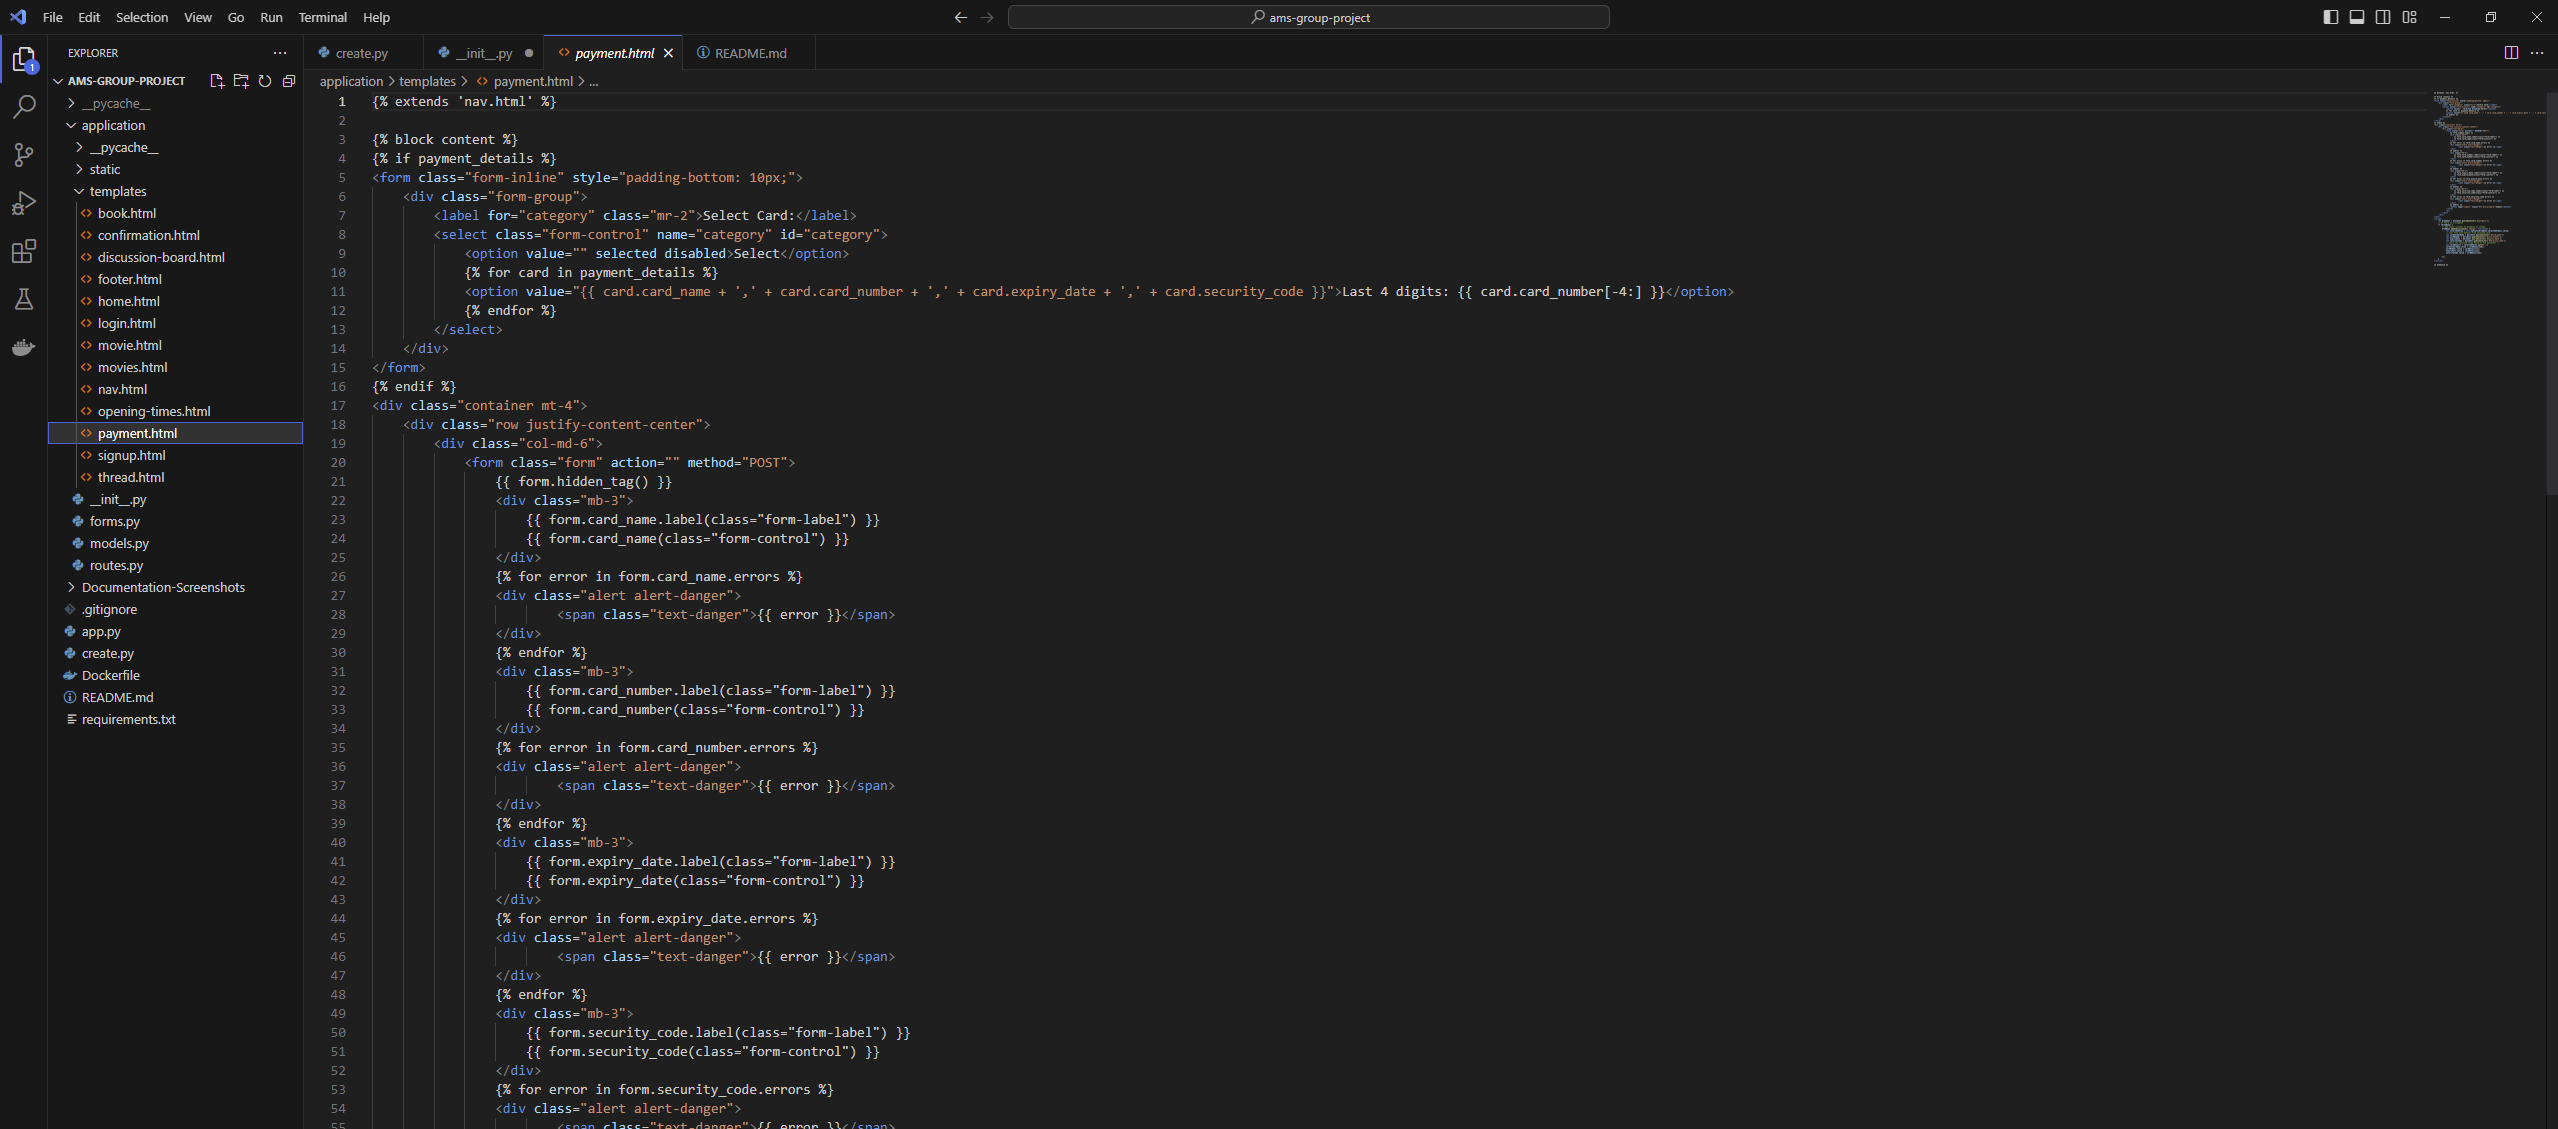 File Edit Selection View Go Run Terminal Help
ams-group-project
EXPLORER
AMS-GROUP-PROJECT
__pycache__
application
__pycache__
static
templates
book.html
confirmation.html
discussion-board.html
footer.html
home.html
login.html
movie.html
movies.html
nav.html
opening-times.html
payment.html
signup.html
thread.html
__init__.py
forms.py
models.py
routes.py
Documentation-Screenshots
.gitignore
app.py
create.py
Dockerfile
README.md
requirements.txt
1
create.py __init__.py payment.html README.md
application > templates > payment.html > ...
1 {% extends 'nav.html' %}
2
3 {% block content %}
4 {% if payment_details %}
5 <form class="form-inline" style="padding-bottom: 10px;">
6 <div class="form-group">
7 <label for="category" class="mr-2">Select Card:</label>
8 <select class="form-control" name="category" id="category">
9 <option value="" selected disabled>Select</option>
10 {% for card in payment_details %}
11 <option value="{{ card.card_name + ',' + card.card_number + ',' + card.expiry_date + ',' + card.security_code }}">Last 4 digits: {{ card.card_number[-4:] }}</option>
12 {% endfor %}
13 </select>
14 </div>
15 </form>
16 {% endif %}
17 <div class="container mt-4">
18 <div class="row justify-content-center">
19 <div class="col-md-6">
20 <form class="form" action="" method="POST">
21 {{ form.hidden_tag() }}
22 <div class="mb-3">
23 {{ form.card_name.label(class="form-label") }}
24 {{ form.card_name(class="form-control") }}
25 </div>
26 {% for error in form.card_name.errors %}
27 <div class="alert alert-danger">
28 <span class="text-danger">{{ error }}</span>
29 </div>
30 {% endfor %}
31 <div class="mb-3">
32 {{ form.card_number.label(class="form-label") }}
33 {{ form.card_number(class="form-control") }}
34 </div>
35 {% for error in form.card_number.errors %}
36 <div class="alert alert-danger">
37 <span class="text-danger">{{ error }}</span>
38 </div>
39 {% endfor %}
40 <div class="mb-3">
41 {{ form.expiry_date.label(class="form-label") }}
42 {{ form.expiry_date(class="form-control") }}
43 </div>
44 {% for error in form.expiry_date.errors %}
45 <div class="alert alert-danger">
46 <span class="text-danger">{{ error }}</span>
47 </div>
48 {% endfor %}
49 <div class="mb-3">
50 {{ form.security_code.label(class="form-label") }}
51 {{ form.security_code(class="form-control") }}
52 </div>
53 {% for error in form.security_code.errors %}
54 <div class="alert alert-danger">
55 <span class="text-danger">{{ error }}</span>